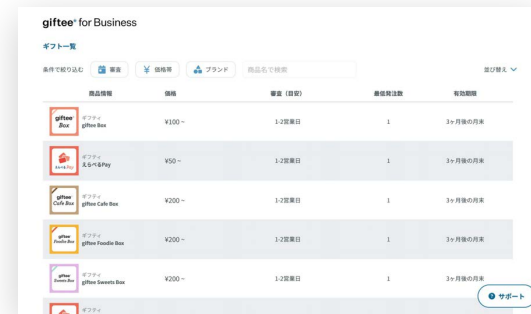 giftee® for Business
ギフト一覧
条件で絞り込む 審査 価格帯 ブランド 商品名で検索 並び替え
商品情報 価格 審査（目安） 最低発注数 有効期限
giftee Box ギフティ giftee Box ¥100 ~ 1-2営業日 1 3ヶ月後の月末
えらべるPay ギフティ えらべるPay ¥50 ~ 1-2営業日 1 3ヶ月後の月末
giftee Cafe Box ギフティ giftee Cafe Box ¥200 ~ 1-2営業日 1 3ヶ月後の月末
giftee Foodie Box ギフティ giftee Foodie Box ¥200 ~ 1-2営業日 1 3ヶ月後の月末
giftee Sweets Box ギフティ giftee Sweets Box ¥200 ~ 1-2営業日 1 3ヶ月後の月末
ギフティ
サポート